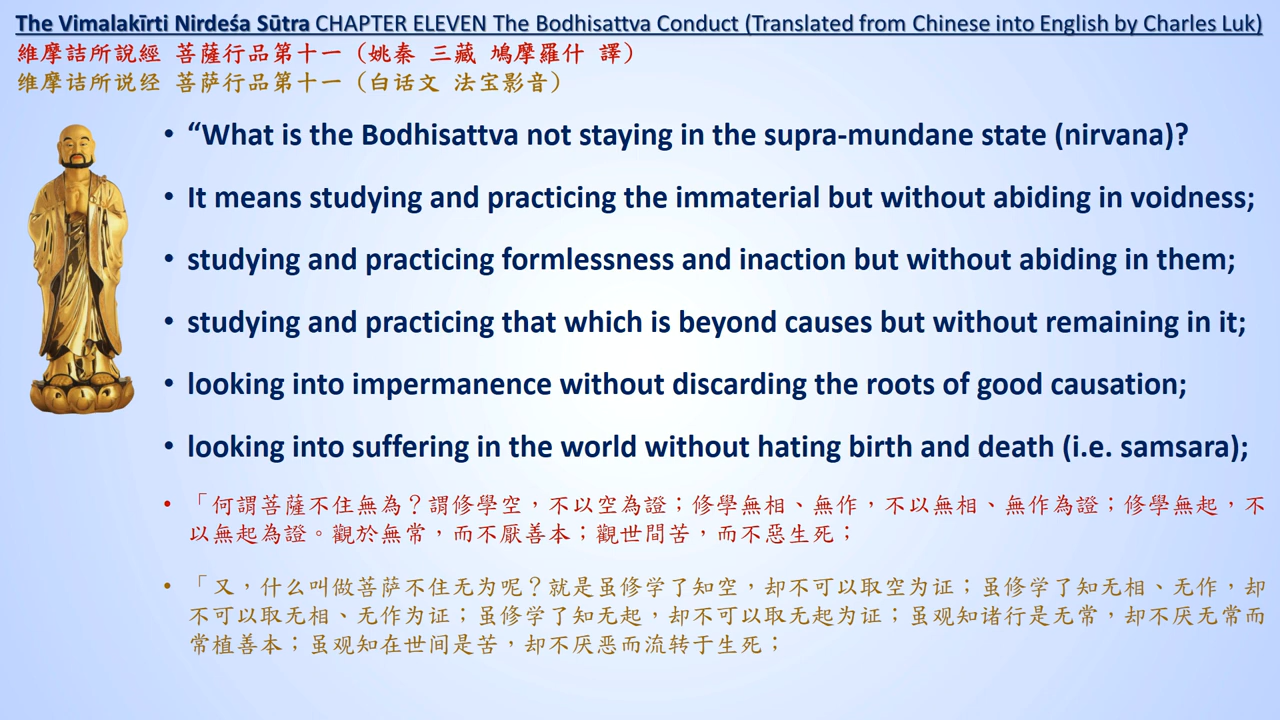 The Vimalakīrti Nirdeśa Sūtra CHAPTER ELEVEN The Bodhisattva Conduct (Translated from Chinese into English by Charles Luk)
維摩詰所說經 菩薩行品第十一（姚秦 三藏 鳩摩羅什 譯）
维摩诘所说经 菩萨行品第十一（白话文 法宝影音）
• “What is the Bodhisattva not staying in the supra-mundane state (nirvana)?
• It means studying and practicing the immaterial but without abiding in voidness;
• studying and practicing formlessness and inaction but without abiding in them;
• studying and practicing that which is beyond causes but without remaining in it;
• looking into impermanence without discarding the roots of good causation;
• looking into suffering in the world without hating birth and death (i.e. samsara);
• 「何謂菩薩不住無為？謂修學空，不以空為證；修學無相、無作，不以無相、無作為證；修學無起，不
以無起為證。觀於無常，而不厭善本；觀世間苦，而不惡生死；
• 「又，什么叫做菩萨不住无为呢？就是虽修学了知空，却不可以取空为证；虽修学了知无相、无作，却
不可以取无相、无作为证；虽修学了知无起，却不可以取无起为证；虽观知诸行是无常，却不厌无常而
常植善本；虽观知在世间是苦，却不厌恶而流转于生死；